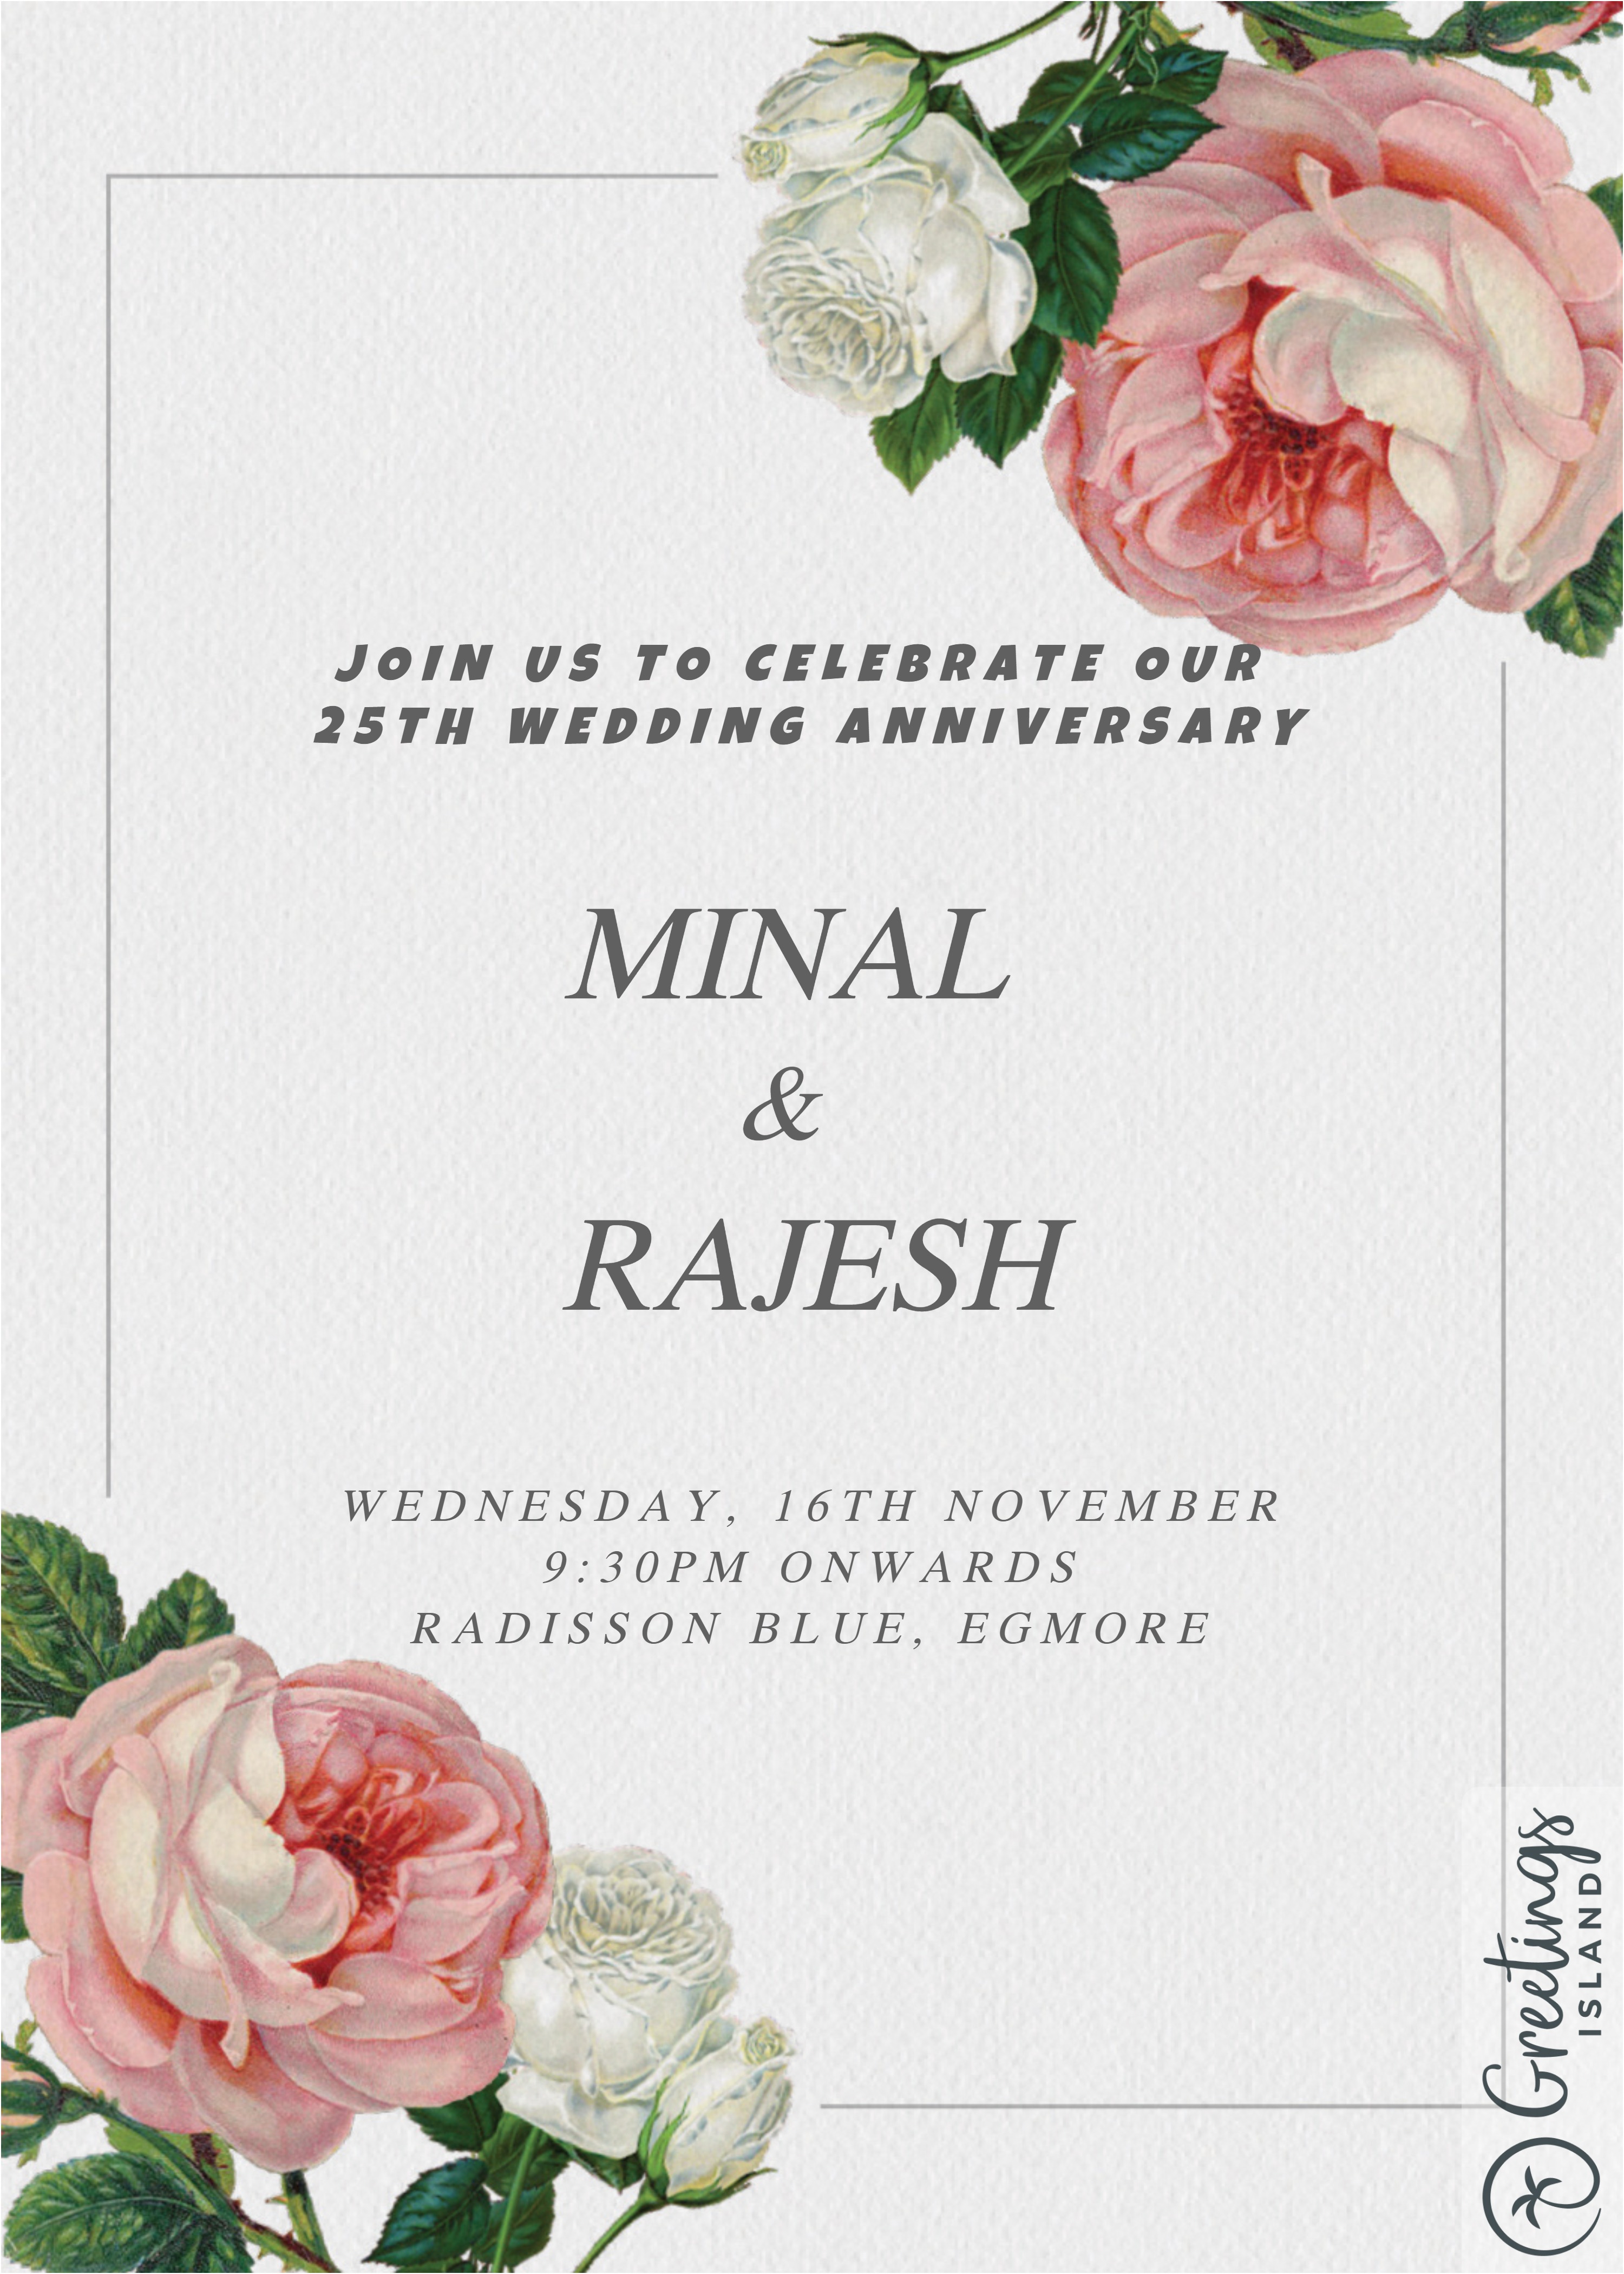 JOIN US TO CELEBRATE OUR
25TH WEDDING ANNIVERSARY
MINAL
&
RAJESH
WEDNESDAY, 16TH NOVEMBER
9:30PM ONWARDS
RADISSON BLUE, EGMORE
Greetings
ISLAND